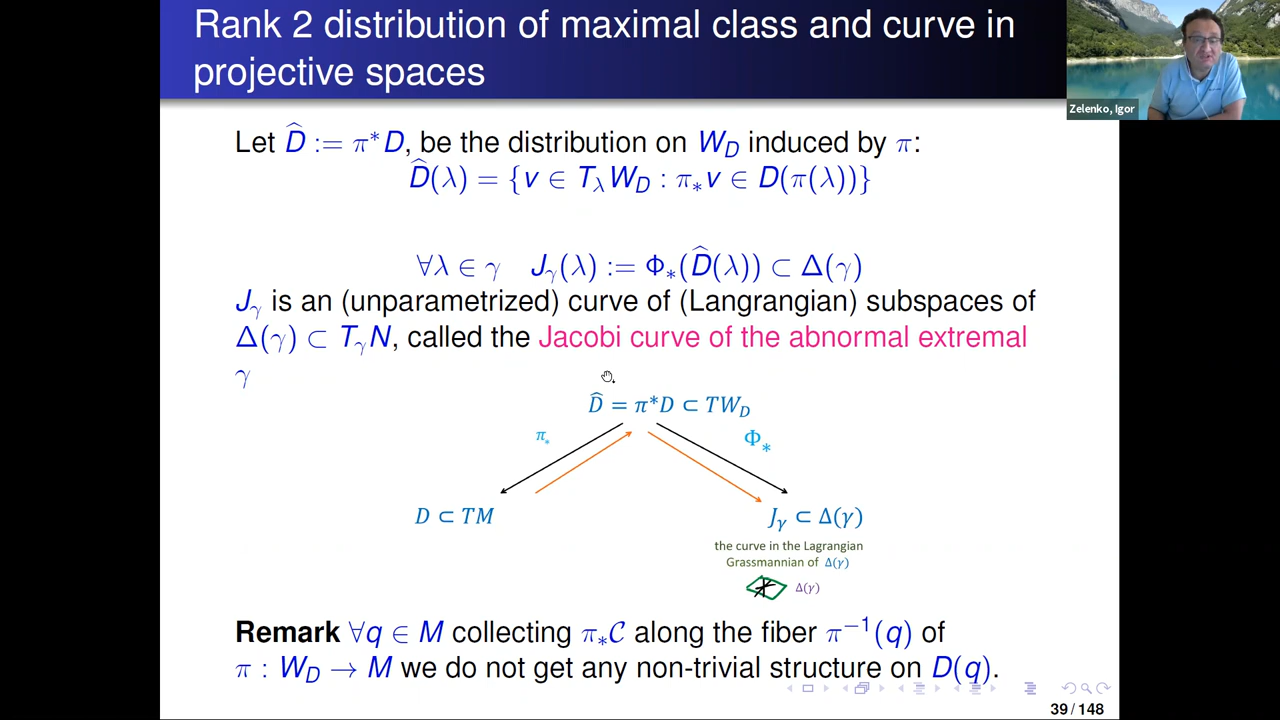 Rank 2 distribution of maximal class and curve in
projective spaces
Zelenko, Igor
Let D̂ := π*D, be the distribution on W_D induced by π:
D̂(λ) = {v ∈ T_λW_D : π_*v ∈ D(π(λ))}
∀λ ∈ γ J_γ(λ) := Φ_*(D̂(λ)) ⊂ Δ(γ)
J_γ is an (unparametrized) curve of (Langrangian) subspaces of
Δ(γ) ⊂ T_γN, called the Jacobi curve of the abnormal extremal
γ
D̂ = π*D ⊂ TW_D
π_*
Φ_*
D ⊂ TM
J_γ ⊂ Δ(γ)
the curve in the Lagrangian
Grassmannian of Δ(γ)
Δ(γ)
Remark ∀q ∈ M collecting π_*𝒞 along the fiber π⁻¹(q) of
π : W_D → M we do not get any non-trivial structure on D(q).
39 / 148